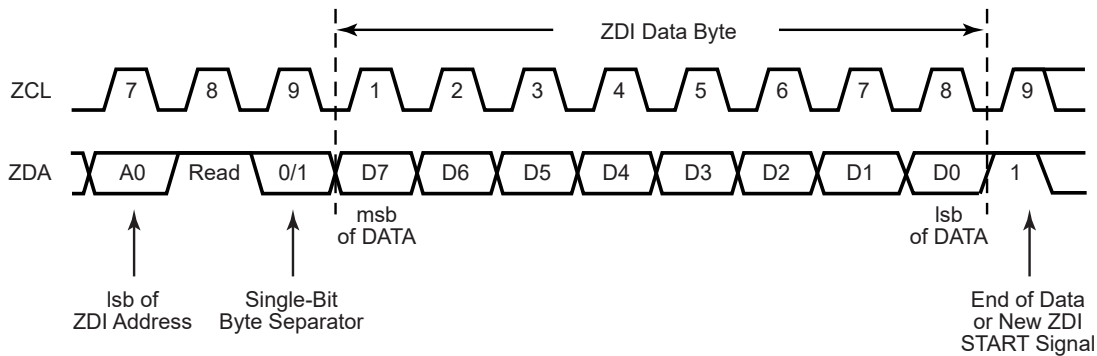 ZDI Data Byte
ZCL
7 8 9 1 2 3 4 5 6 7 8 9
ZDA
A0 Read 0/1 D7 D6 D5 D4 D3 D2 D1 D0 1
msb
of DATA
lsb
of DATA
lsb of
ZDI Address
Single-Bit
Byte Separator
End of Data
or New ZDI
START Signal